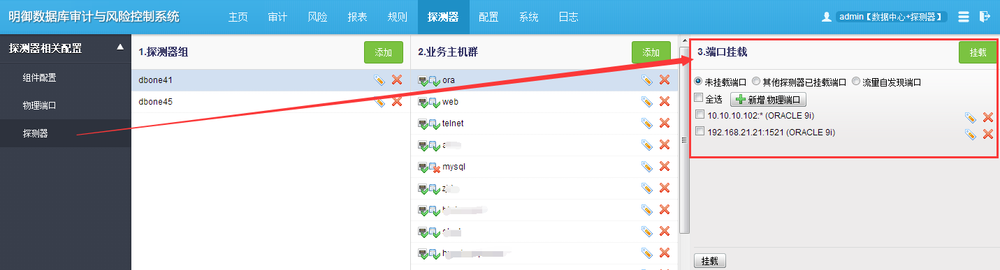 明御数据库审计与风险控制系统
主页 审计 风险 报表 规则 探测器 配置 系统 日志
admin【数据中心+探测器】
探测器相关配置
组件配置
物理端口
探测器
1.探测器组 添加
dbone41
dbone45
2.业务主机群 添加
ora
web
telnet
mysql
3.端口挂载 挂载
未挂载端口 其他探测器已挂载端口 流量自发现端口
全选 新增 物理端口
10.10.10.102:* (ORACLE 9i)
192.168.21.21:1521 (ORACLE 9i)
挂载